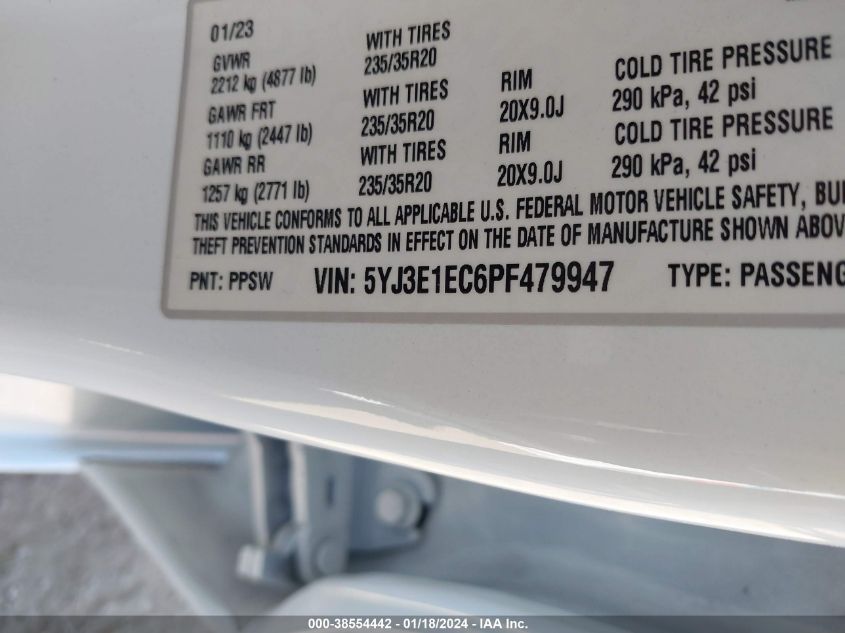 01/23
GVWR WITH TIRES
2212 kg (4877 lb) 235/35R20
GAWR FRT WITH TIRES RIM COLD TIRE PRESSURE
1110 kg (2447 lb) 235/35R20 20X9.0J 290 kPa, 42 psi
GAWR RR WITH TIRES RIM COLD TIRE PRESSURE
1257 kg (2771 lb) 235/35R20 20X9.0J 290 kPa, 42 psi
THIS VEHICLE CONFORMS TO ALL APPLICABLE U.S. FEDERAL MOTOR VEHICLE SAFETY, BU
THEFT PREVENTION STANDARDS IN EFFECT ON THE DATE OF MANUFACTURE SHOWN ABOV
PNT: PPSW VIN: 5YJ3E1EC6PF479947 TYPE: PASSENG
000-38554442 - 01/18/2024 - IAA Inc.